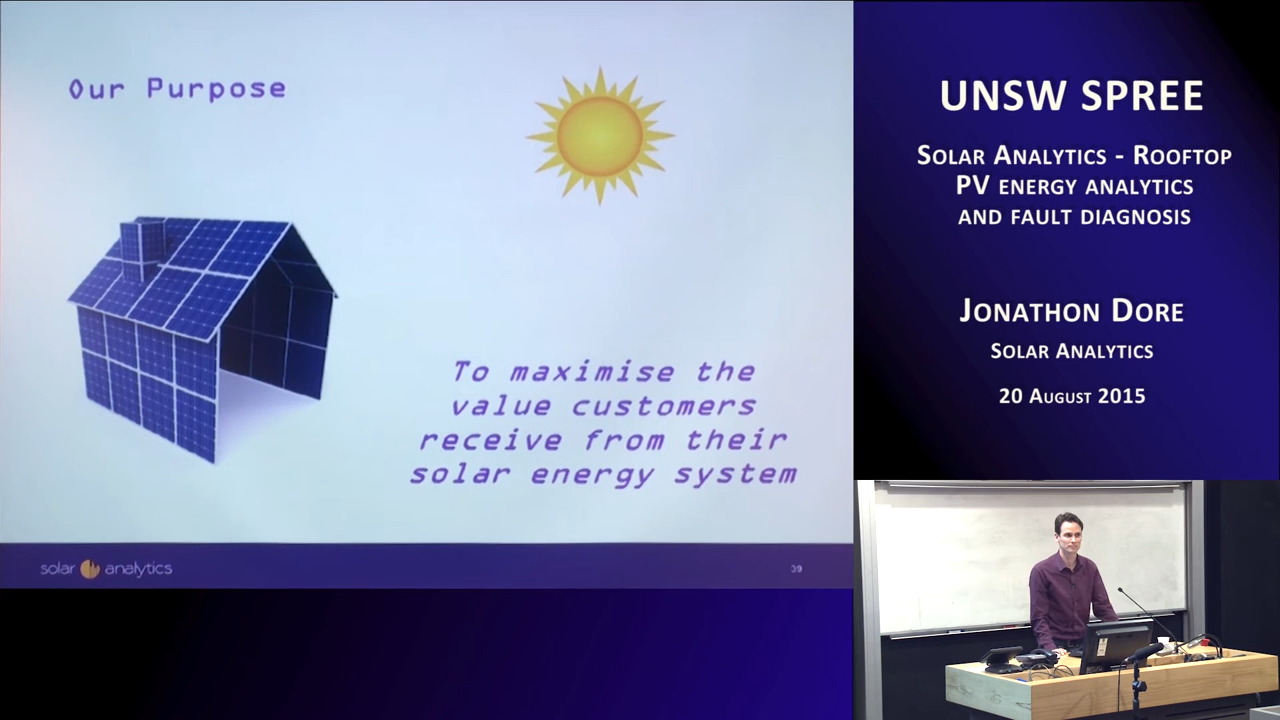 Our Purpose
To maximise the
value customers
receive from their
solar energy system
solar analytics
39
UNSW SPREE
Solar Analytics - Rooftop
PV energy analytics
and fault diagnosis
Jonathon Dore
Solar Analytics
20 August 2015